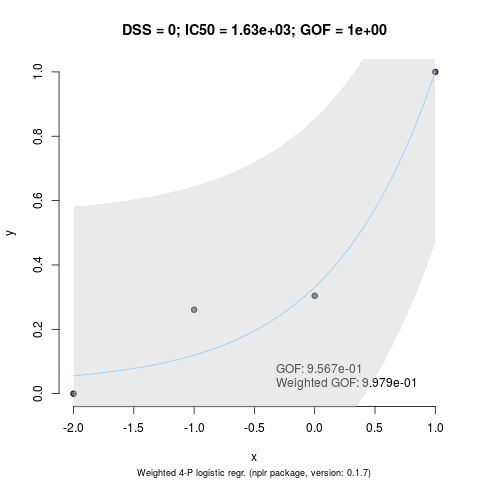 DSS = 0; IC50 = 1.63e+03; GOF = 1e+00
1.0
0.8
0.6
0.4
0.2
0.0
y
GOF: 9.567e-01
Weighted GOF: 9.979e-01
-2.0 -1.5 -1.0 -0.5 0.0 0.5 1.0
x
Weighted 4-P logistic regr. (nplr package, version: 0.1.7)